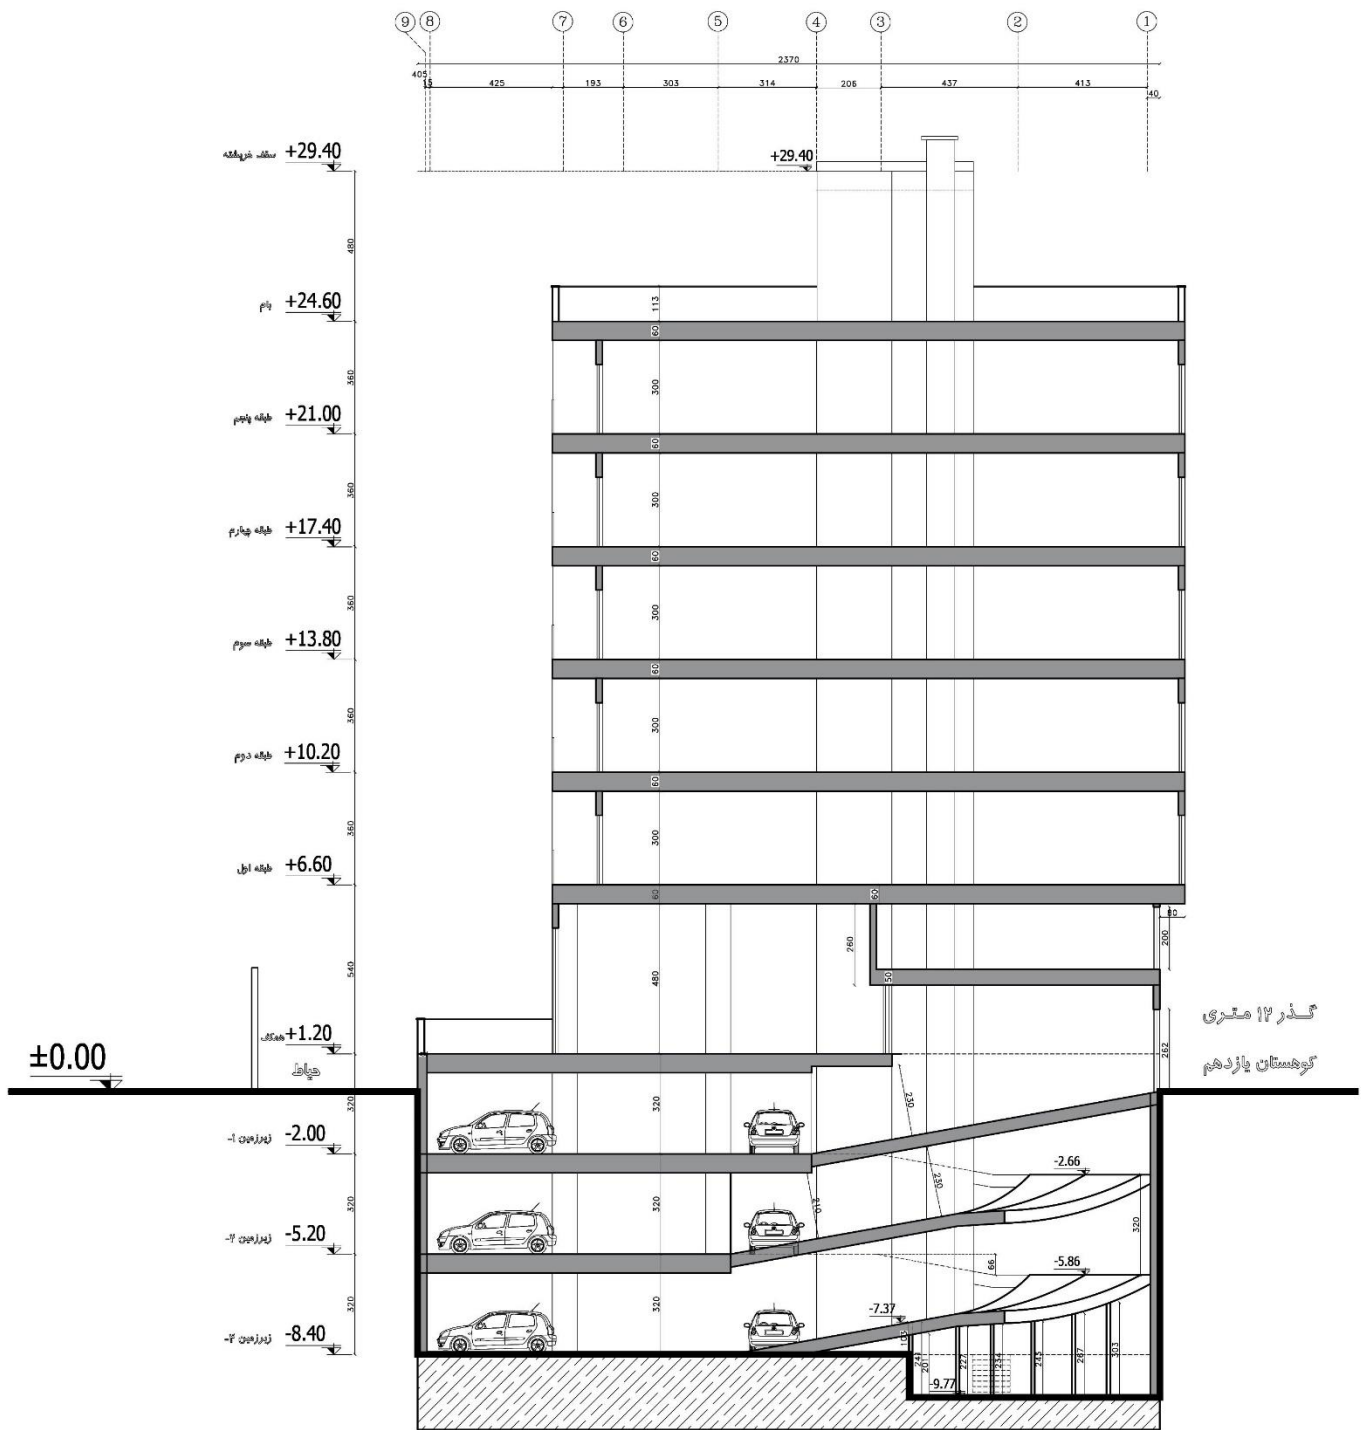 9 8 7 6 5 4 3 2 1
2370
405
15 425 193 303 314 206 437 413
40
سقف خرپشته +29.40
+29.40
480
بام +24.60
113
60
360
300
طبقه پنجم +21.00
60
360
300
طبقه چهارم +17.40
60
360
300
طبقه سوم +13.80
60
360
300
طبقه دوم +10.20
60
360
300
طبقه اول +6.60
60 60
80
260 200
540 480 50
گـذر ۱۲ متـری
همکف +1.20
262
±0.00
حیاط
کوهستان یازدهم
320 320 230
زیرزمین ۱- -2.00
-2.66
230
320 320 210 320
زیرزمین ۲- -5.20
66 -5.86
-7.37
320 320
103
زیرزمین ۳- -8.40
241 201 227 234 243 267 303
-9.77